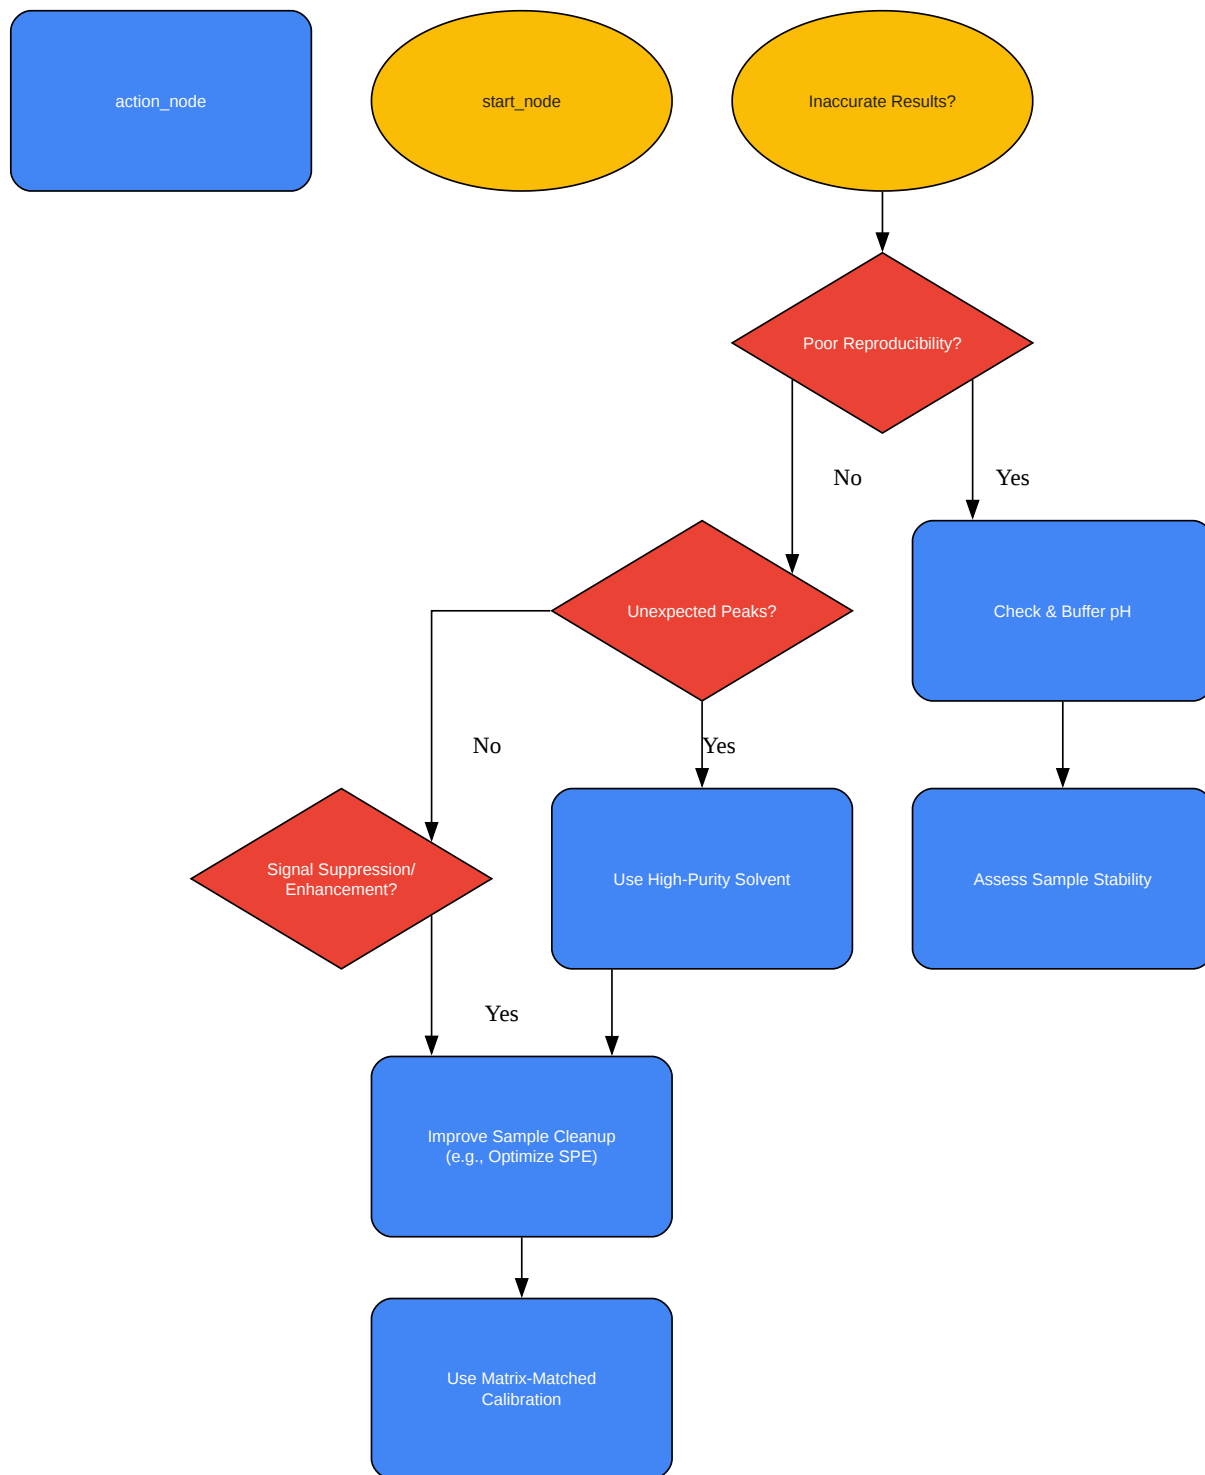 action_node
start_node
Inaccurate Results?
Poor Reproducibility?
No
Yes
Unexpected Peaks?
Check & Buffer pH
No
Yes
Signal Suppression/
Enhancement?
Use High-Purity Solvent
Assess Sample Stability
Yes
Improve Sample Cleanup
(e.g., Optimize SPE)
Use Matrix-Matched
Calibration